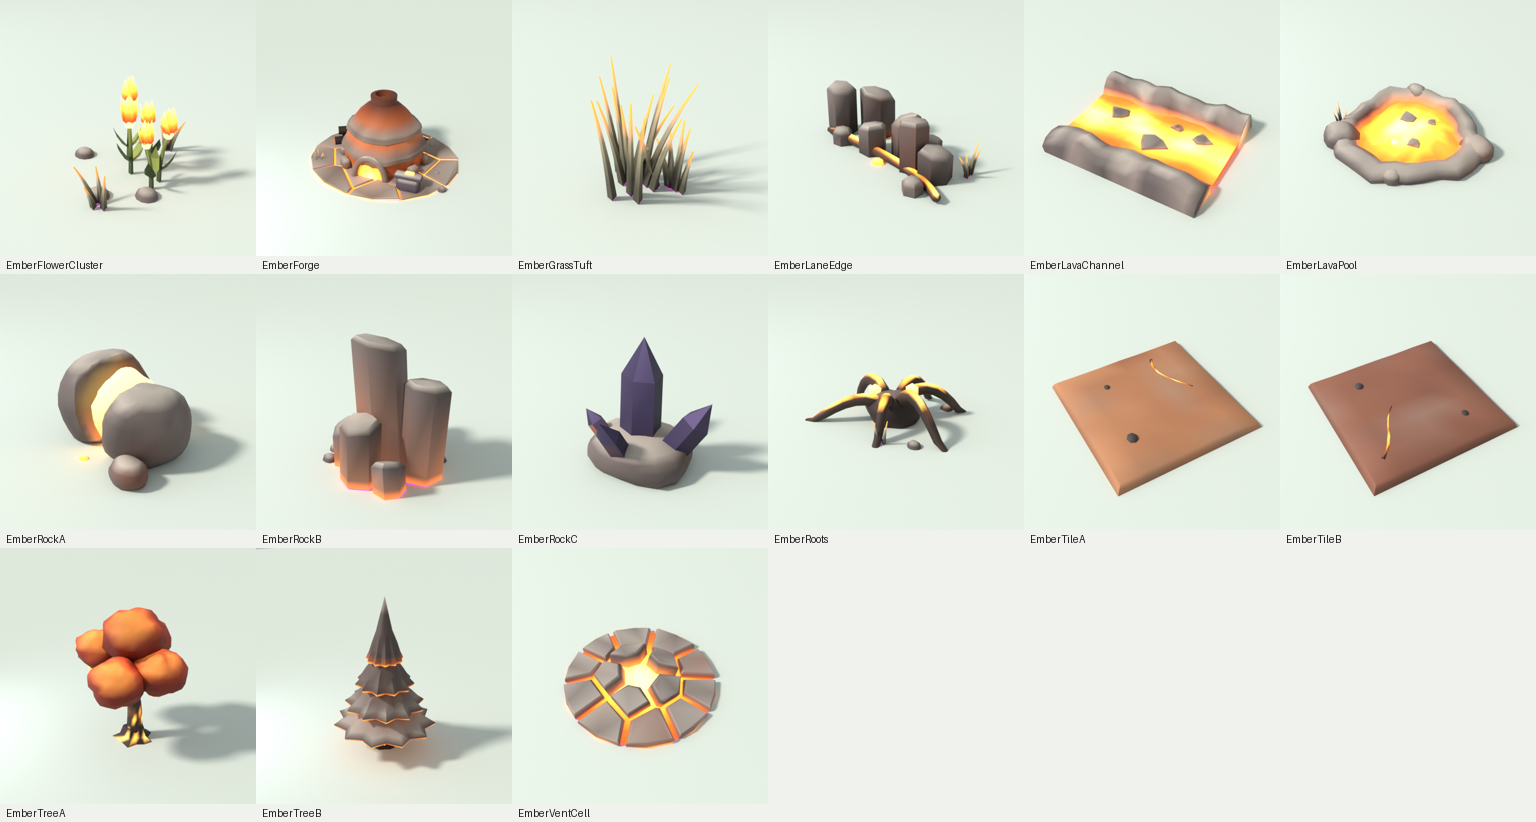 EmberFlowerCluster
EmberForge
EmberGrassTuft
EmberLaneEdge
EmberLavaChannel
EmberLavaPool
EmberRockA
EmberRockB
EmberRockC
EmberRoots
EmberTileA
EmberTileB
EmberTreeA
EmberTreeB
EmberVentCell